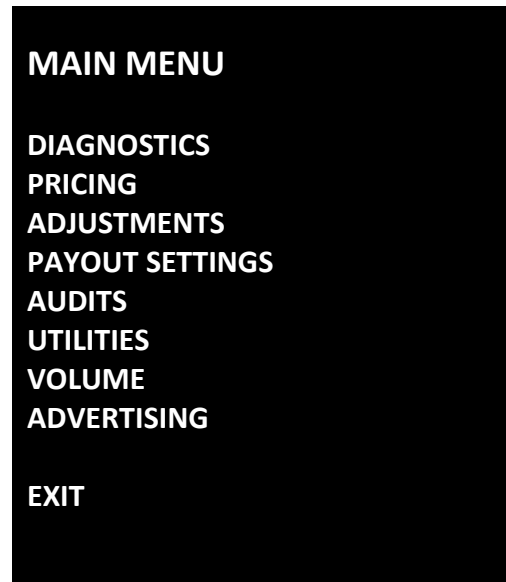 MAIN MENU
DIAGNOSTICS
PRICING
ADJUSTMENTS
PAYOUT SETTINGS
AUDITS
UTILITIES
VOLUME
ADVERTISING
EXIT